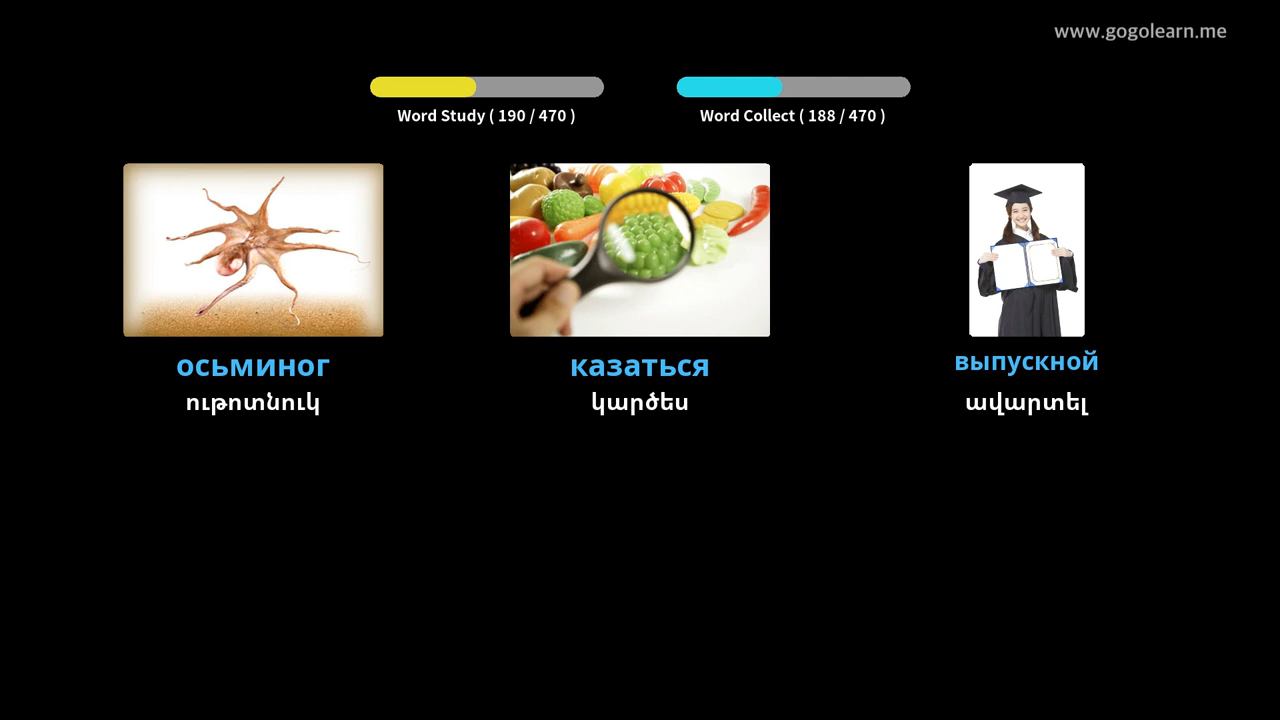 www.gogolearn.me
Word Study ( 190 / 470 )
Word Collect ( 188 / 470 )
осьминог
казаться
выпускной
ութոտնուկ
կարծես
ավարտել